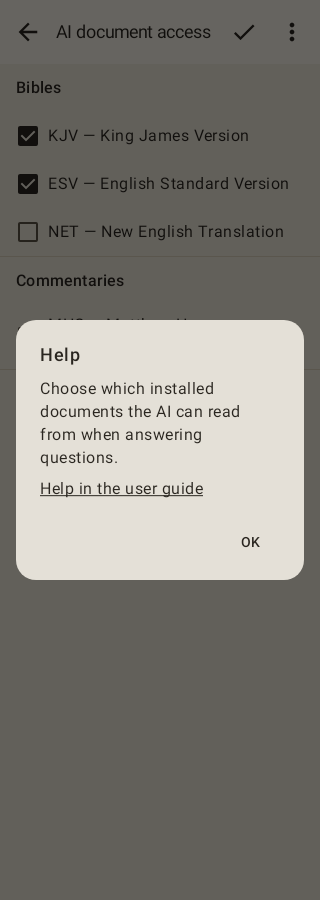 AI document access
Bibles
KJV — King James Version
ESV — English Standard Version
NET — New English Translation
Commentaries
Help
Choose which installed
documents the AI can read
from when answering
questions.
Help in the user guide
OK